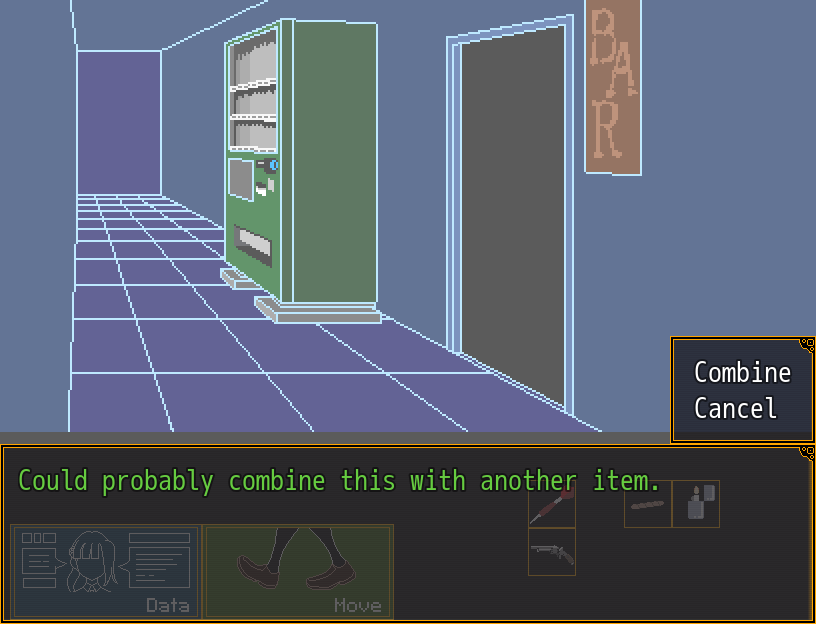 BAR
Combine
Cancel
Could probably combine this with another item.
Data
Move